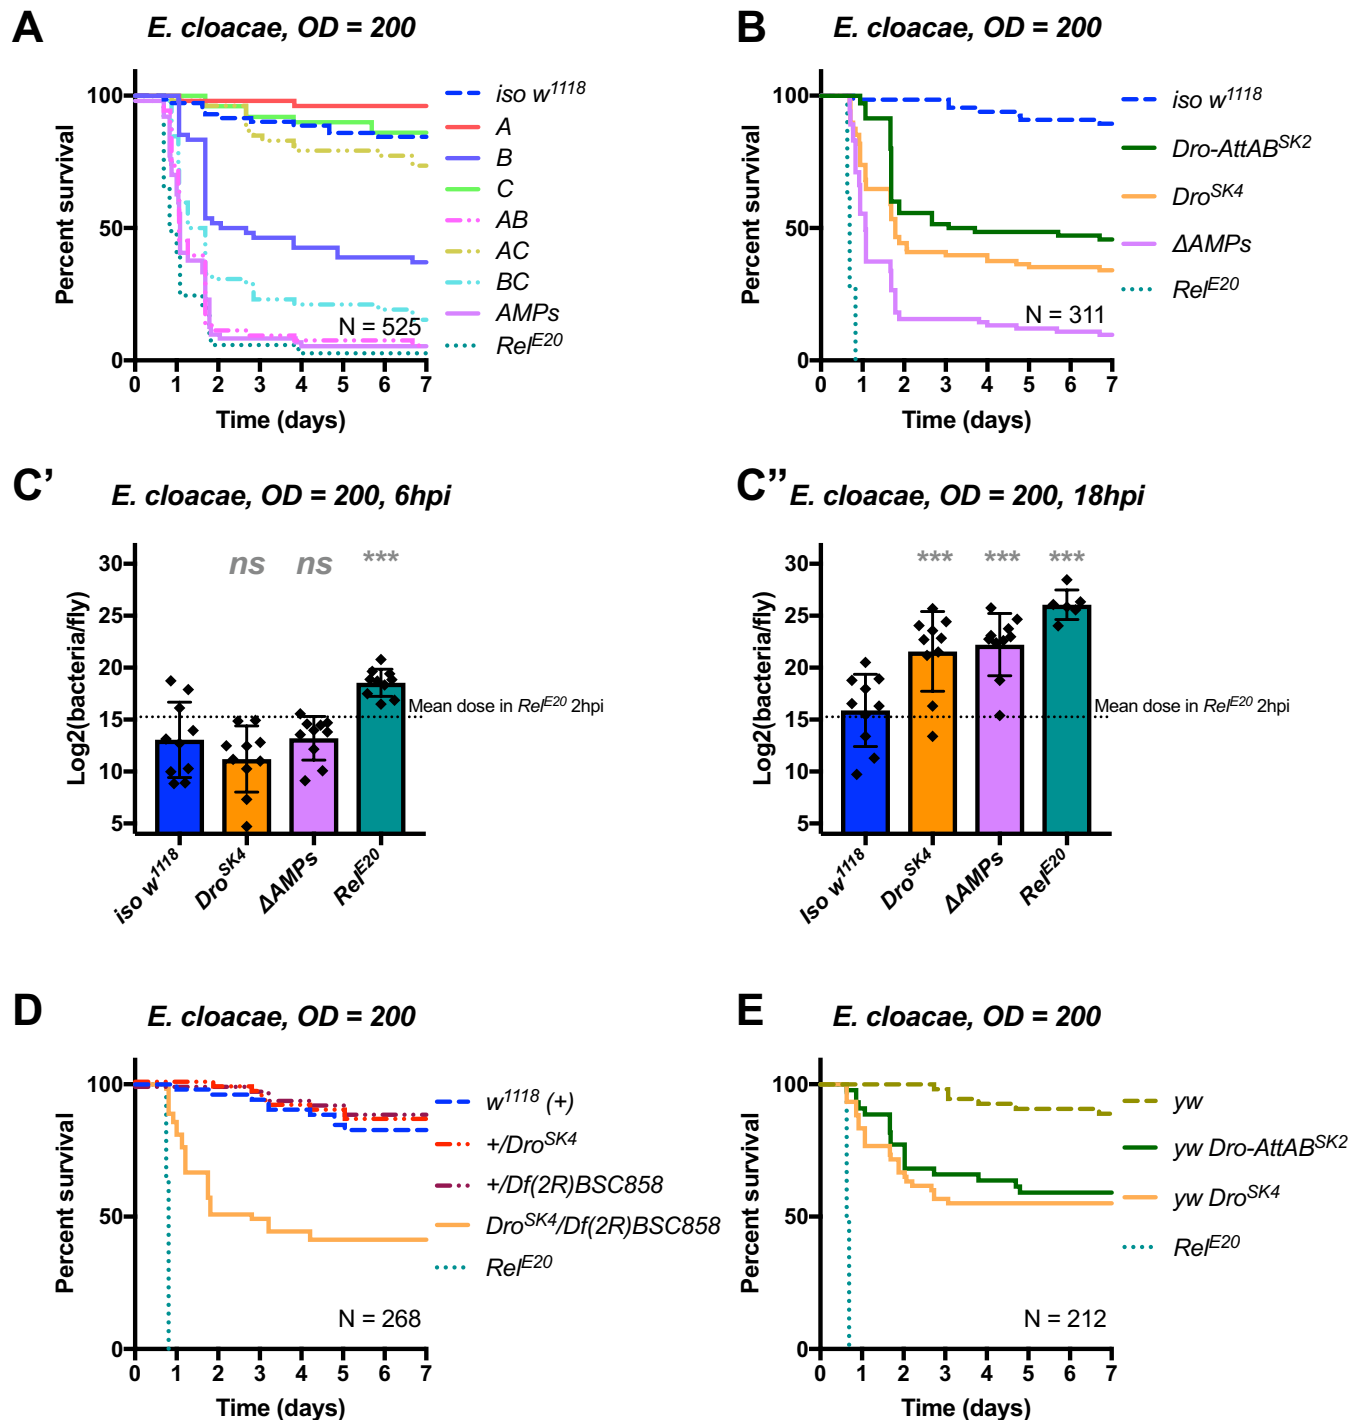 A
E. cloacae, OD = 200
Percent survival
100
50
0
0 1 2 3 4 5 6 7
Time (days)
N = 525
iso w1118
A
B
C
AB
AC
BC
AMPs
RelE20
B
E. cloacae, OD = 200
Percent survival
100
50
0
0 1 2 3 4 5 6 7
Time (days)
N = 311
iso w1118
Dro-AttABSK2
DroSK4
ΔAMPs
RelE20
C'
E. cloacae, OD = 200, 6hpi
Log2(bacteria/fly)
30
25
20
15
10
5
ns ns ***
Mean dose in RelE20 2hpi
iso w1118
DroSK4
ΔAMPs
RelE20
C"
E. cloacae, OD = 200, 18hpi
Log2(bacteria/fly)
30
25
20
15
10
5
*** *** ***
Mean dose in RelE20 2hpi
Iso w1118
DroSK4
ΔAMPs
RelE20
D
E. cloacae, OD = 200
Percent survival
100
50
0
0 1 2 3 4 5 6 7
Time (days)
N = 268
w1118 (+)
+/DroSK4
+/Df(2R)BSC858
DroSK4/Df(2R)BSC858
RelE20
E
E. cloacae, OD = 200
Percent survival
100
50
0
0 1 2 3 4 5 6 7
Time (days)
N = 212
yw
yw Dro-AttABSK2
yw DroSK4
RelE20